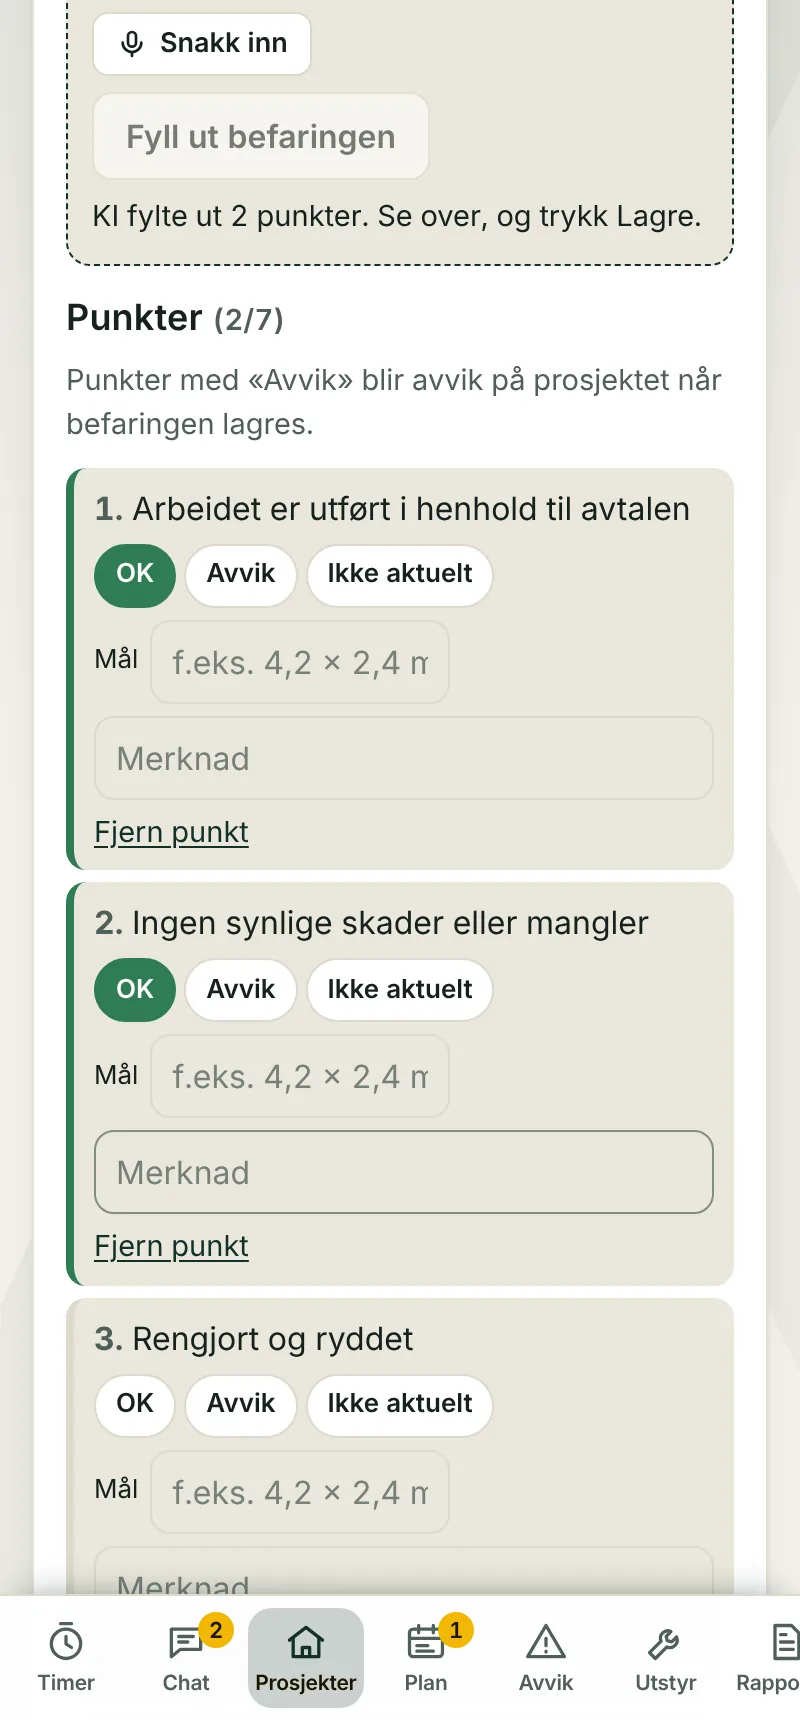 Snakk inn
Fyll ut befaringen
KI fylte ut 2 punkter. Se over, og trykk Lagre.
Punkter (2/7)
Punkter med «Avvik» blir avvik på prosjektet når
befaringen lagres.
1. Arbeidet er utført i henhold til avtalen
OK Avvik Ikke aktuelt
Mål f.eks. 4,2 × 2,4 m
Merknad
Fjern punkt
2. Ingen synlige skader eller mangler
OK Avvik Ikke aktuelt
Mål f.eks. 4,2 × 2,4 m
Merknad
Fjern punkt
3. Rengjort og ryddet
OK Avvik Ikke aktuelt
Mål f.eks. 4,2 × 2,4 m
Merknad
2 1
Timer Chat Prosjekter Plan Avvik Utstyr Rappo